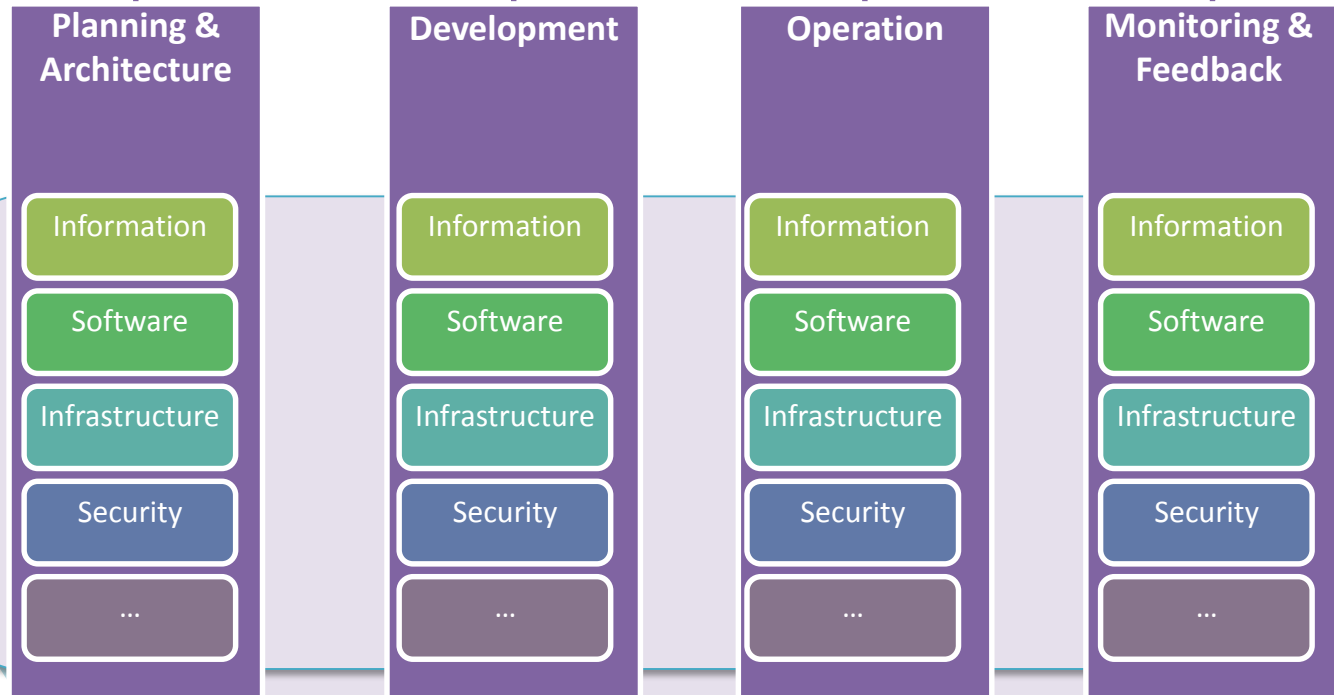 Planning &
Architecture
Information
Software
Infrastructure
Security
...
Development
Information
Software
Infrastructure
Security
...
Operation
Information
Software
Infrastructure
Security
...
Monitoring &
Feedback
Information
Software
Infrastructure
Security
...